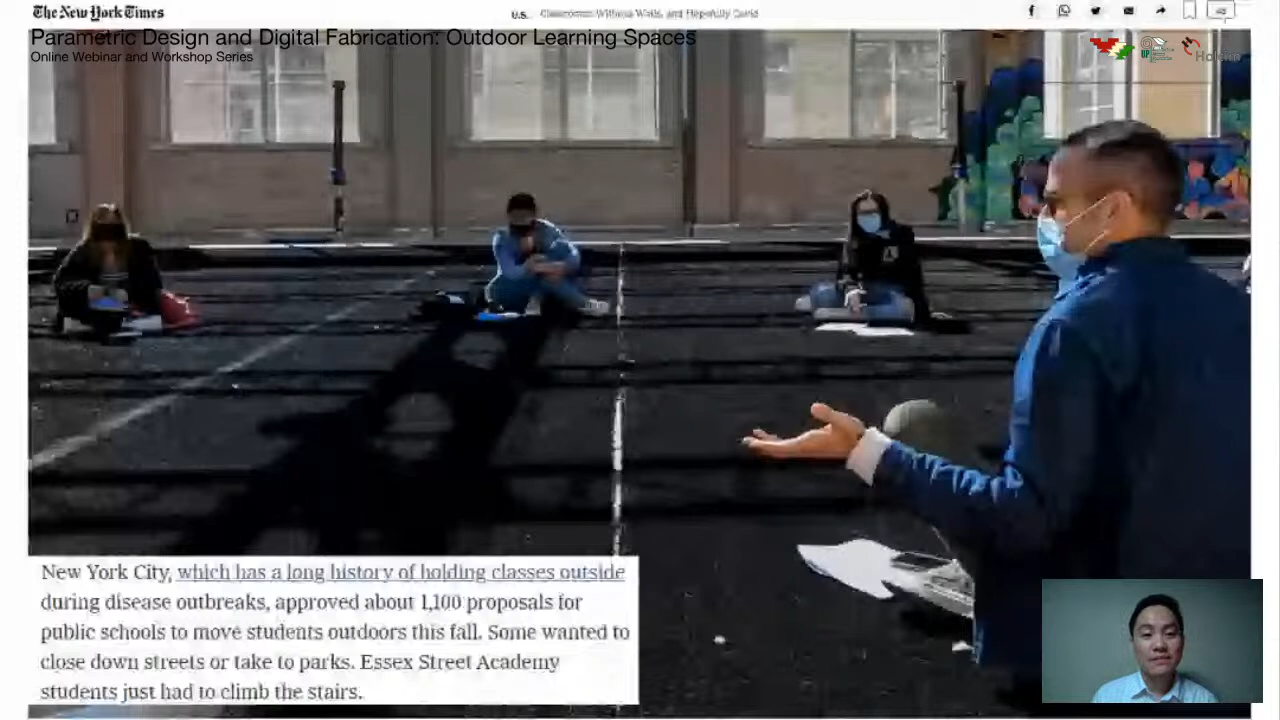 The New York Times
U.S. Classrooms Without Walls, and Hopefully Covid
Parametric Design and Digital Fabrication: Outdoor Learning Spaces
Online Webinar and Workshop Series
Holcim
New York City, which has a long history of holding classes outside
during disease outbreaks, approved about 1,100 proposals for
public schools to move students outdoors this fall. Some wanted to
close down streets or take to parks. Essex Street Academy
students just had to climb the stairs.